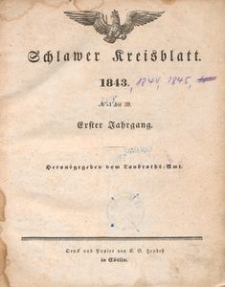 Schlawer Kreisblatt.
1843. 1844, 1845,
Erster Jahrgang.
Herausgegeben vom Landraths-Amt.
Druck und Papier von C. G. Hendeß
in Cöslin.